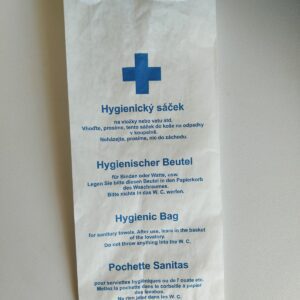 Hygienický sáček
na vložky nebo vatu atd.
Vhoďte, prosíme, tento sáček do koše na odpadky
v koupelně.
Neházejte, prosíme, nic do záchodu.
Hygienischer Beutel
für Binden oder Watte, usw.
Legen Sie bitte diesen Beutel in den Papierkorb
des Waschraumes.
Bitte nichts in das W. C. werfen.
Hygienic Bag
for sanitary towels. After use, leave in the basket
of the lavatory.
Do not throw anything into the W. C.
Pochette Sanitas
pour serviettes hygiéniques ou de l'ouate etc.
Mettez la pochette dans la corbeille à papier
des lavabos.
Ne rien jeter dans les W. C.